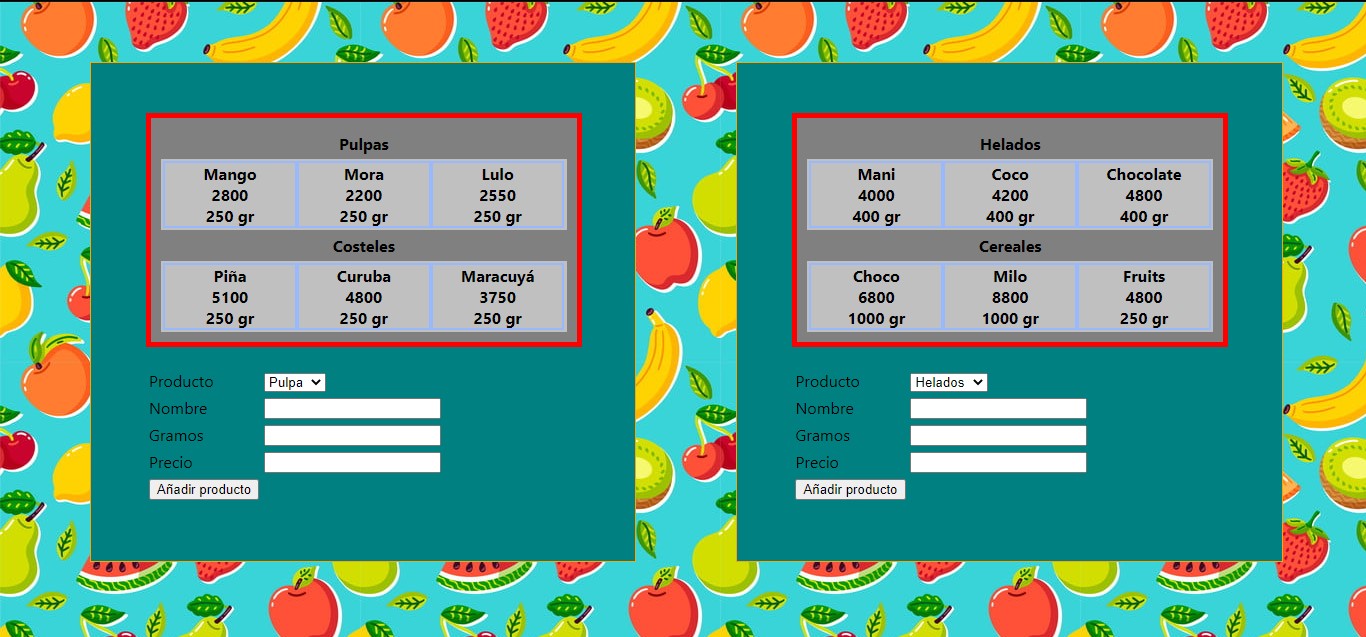 Pulpas
Mango Mora Lulo
2800 2200 2550
250 gr 250 gr 250 gr
Costeles
Piña Curuba Maracuyá
5100 4800 3750
250 gr 250 gr 250 gr
Producto Pulpa
Nombre
Gramos
Precio
Añadir producto
Helados
Mani Coco Chocolate
4000 4200 4800
400 gr 400 gr 400 gr
Cereales
Choco Milo Fruits
6800 8800 4800
1000 gr 1000 gr 250 gr
Producto Helados
Nombre
Gramos
Precio
Añadir producto